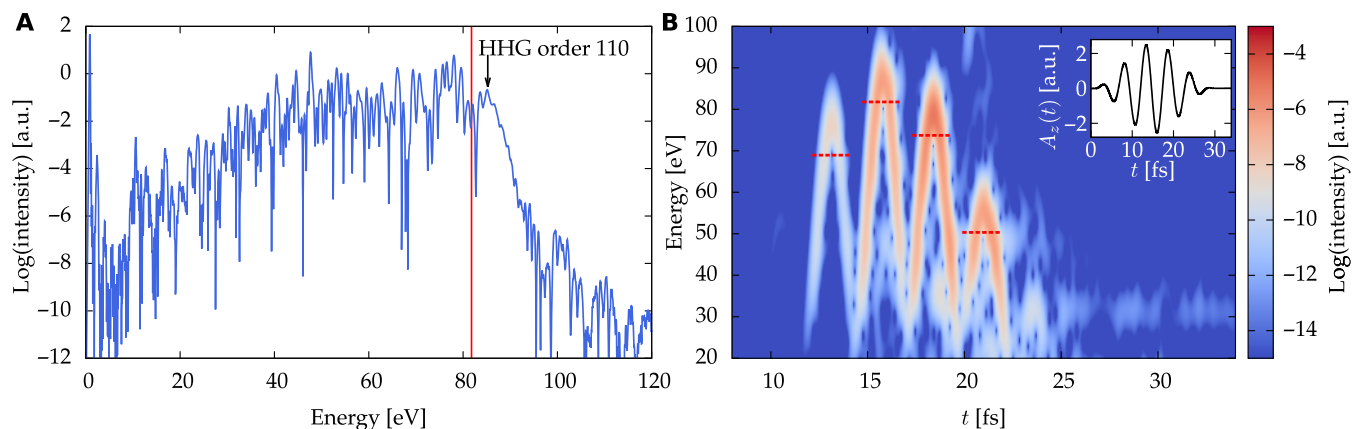 A
Log(intensity) [a.u.]
2
0
−2
−4
−6
−8
−10
−12
HHG order 110
0 20 40 60 80 100 120
Energy [eV]
B
Energy [eV]
100
90
80
70
60
50
40
30
20
10 15 20 25 30
t [fs]
A_z(t) [a.u.]
2
0
−2
0 10 20 30
t [fs]
−4
−6
−8
−10
−12
−14
Log(intensity) [a.u.]